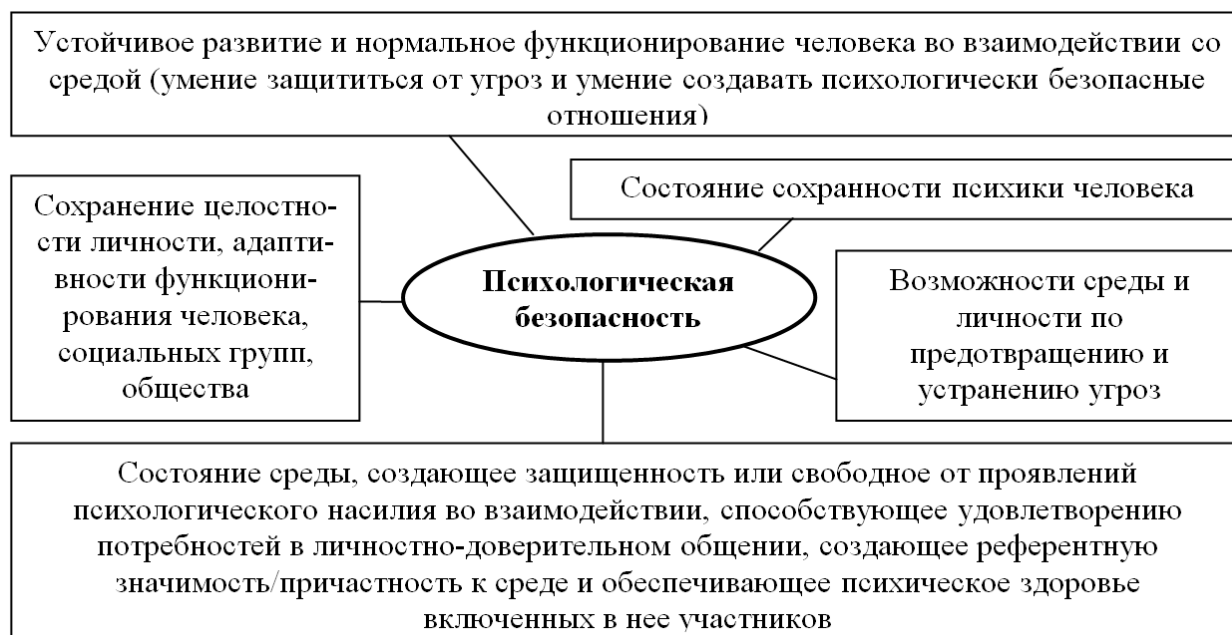 Устойчивое развитие и нормальное функционирование человека во взаимодействии со
средой (умение защититься от угроз и умение создавать психологически безопасные
отношения)
Состояние сохранности психики человека
Сохранение целостно-
сти личности, адапти-
вности функциони-
рования человека,
социальных групп,
общества
Психологическая
безопасность
Возможности среды и
личности по
предотвращению и
устранению угроз
Состояние среды, создающее защищенность или свободное от проявлений
психологического насилия во взаимодействии, способствующее удовлетворению
потребностей в личностно-доверительном общении, создающее референтную
значимость/причастность к среде и обеспечивающее психическое здоровье
включенных в нее участников